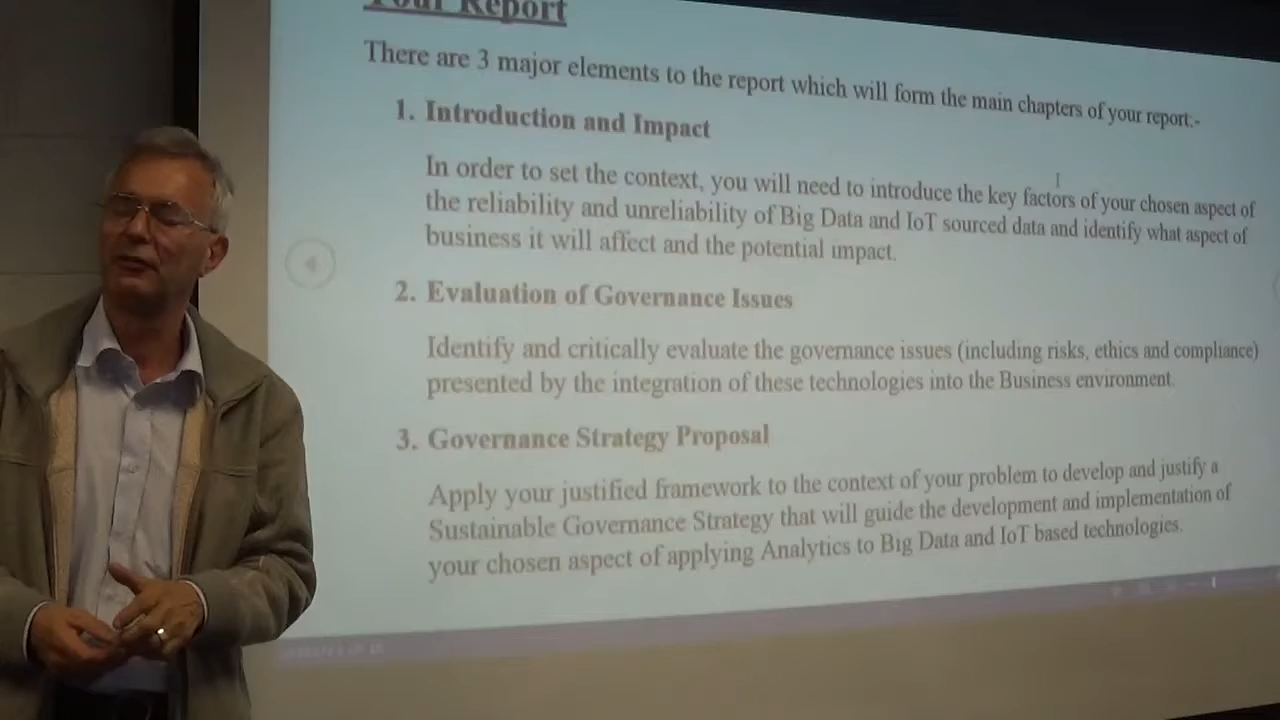 Your Report
There are 3 major elements to the report which will form the main chapters of your report:-
1. Introduction and Impact
In order to set the context, you will need to introduce the key factors of your chosen aspect of
the reliability and unreliability of Big Data and IoT sourced data and identify what aspect of
business it will affect and the potential impact.
2. Evaluation of Governance Issues
Identify and critically evaluate the governance issues (including risks, ethics and compliance)
presented by the integration of these technologies into the Business environment.
3. Governance Strategy Proposal
Apply your justified framework to the context of your problem to develop and justify a
Sustainable Governance Strategy that will guide the development and implementation of
your chosen aspect of applying Analytics to Big Data and IoT based technologies.